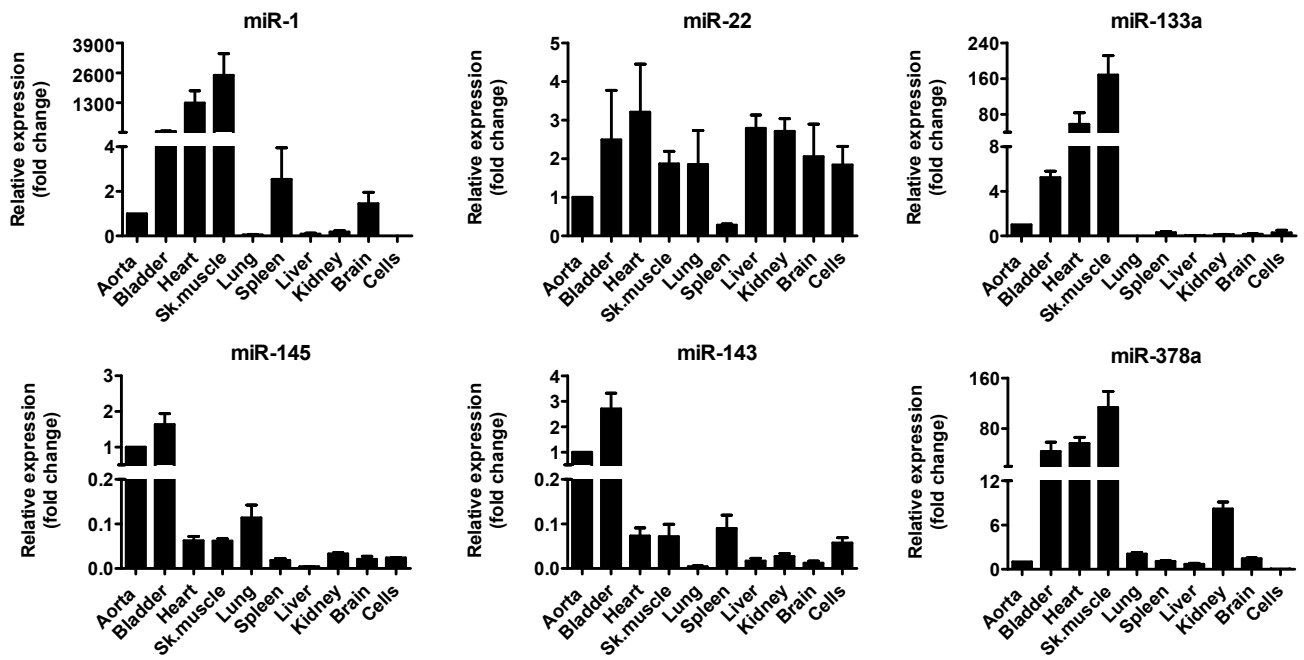 miR-1
Relative expression
(fold change)
3900
2600
1300
4
2
0
Aorta
Bladder
Heart
Sk.muscle
Lung
Spleen
Liver
Kidney
Brain
Cells
miR-22
Relative expression
(fold change)
5
4
3
2
1
0
Aorta
Bladder
Heart
Sk.muscle
Lung
Spleen
Liver
Kidney
Brain
Cells
miR-133a
Relative expression
(fold change)
240
160
80
8
4
0
Aorta
Bladder
Heart
Sk.muscle
Lung
Spleen
Liver
Kidney
Brain
Cells
miR-145
Relative expression
(fold change)
3
2
1
0.2
0.1
0.0
Aorta
Bladder
Heart
Sk.muscle
Lung
Spleen
Liver
Kidney
Brain
Cells
miR-143
Relative expression
(fold change)
4
3
2
1
0.2
0.1
0.0
Aorta
Bladder
Heart
Sk.muscle
Lung
Spleen
Liver
Kidney
Brain
Cells
miR-378a
Relative expression
(fold change)
160
80
12
6
0
Aorta
Bladder
Heart
Sk.muscle
Lung
Spleen
Liver
Kidney
Brain
Cells